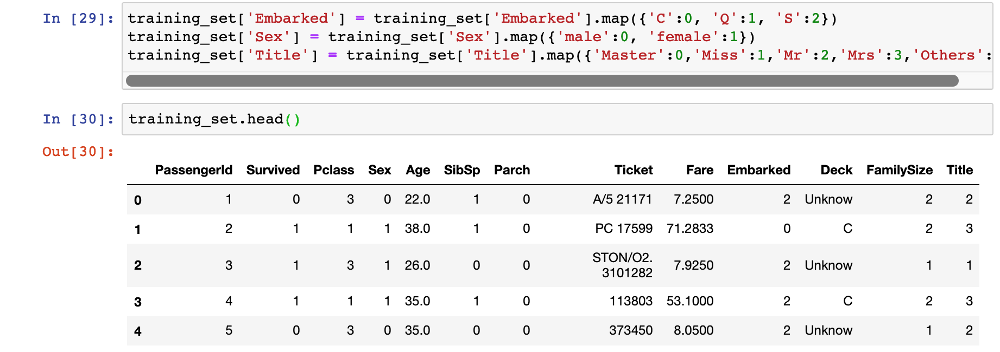 In [29]: training_set['Embarked'] = training_set['Embarked'].map({'C':0, 'Q':1, 'S':2})
training_set['Sex'] = training_set['Sex'].map({'male':0, 'female':1})
training_set['Title'] = training_set['Title'].map({'Master':0,'Miss':1,'Mr':2,'Mrs':3,'Others':
In [30]: training_set.head()
Out[30]:
PassengerId Survived Pclass Sex Age SibSp Parch Ticket Fare Embarked Deck FamilySize Title
0 1 0 3 0 22.0 1 0 A/5 21171 7.2500 2 Unknow 2 2
1 2 1 1 1 38.0 1 0 PC 17599 71.2833 0 C 2 3
2 3 1 3 1 26.0 0 0 STON/O2. 7.9250 2 Unknow 1 1
3101282
3 4 1 1 1 35.0 1 0 113803 53.1000 2 C 2 3
4 5 0 3 0 35.0 0 0 373450 8.0500 2 Unknow 1 2